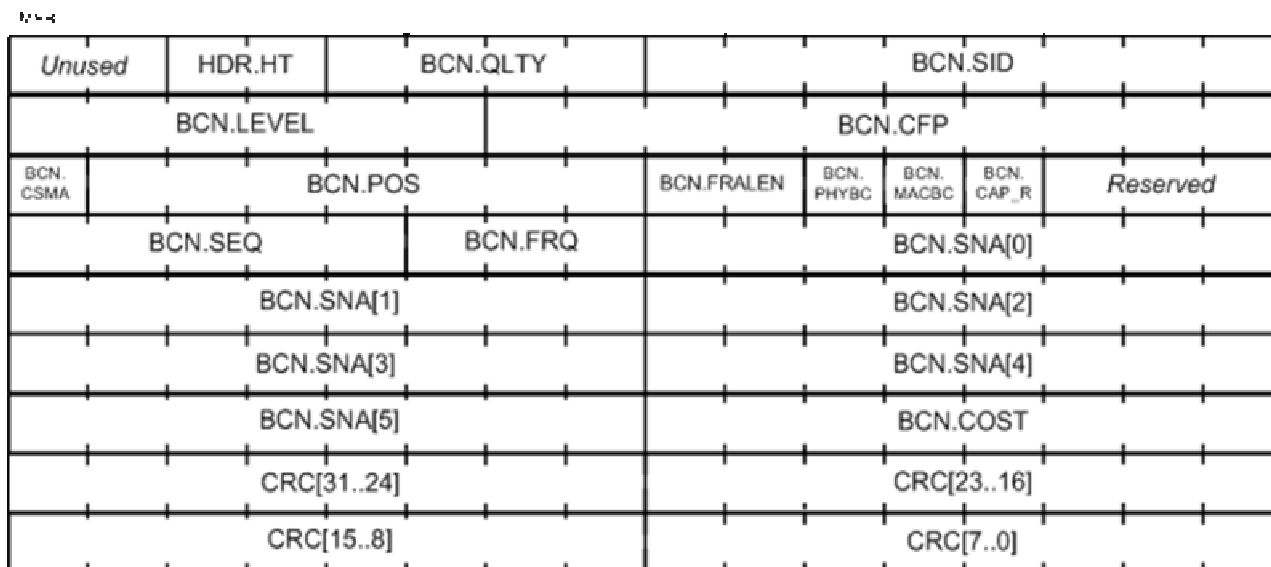 Unused HDR.HT BCN.QLTY BCN.SID
BCN.LEVEL BCN.CFP
BCN.CSMA BCN.POS BCN.FRALEN BCN.PHYBC BCN.MACBC BCN.CAP_R Reserved
BCN.SEQ BCN.FRQ BCN.SNA[0]
BCN.SNA[1] BCN.SNA[2]
BCN.SNA[3] BCN.SNA[4]
BCN.SNA[5] BCN.COST
CRC[31..24] CRC[23..16]
CRC[15..8] CRC[7..0]